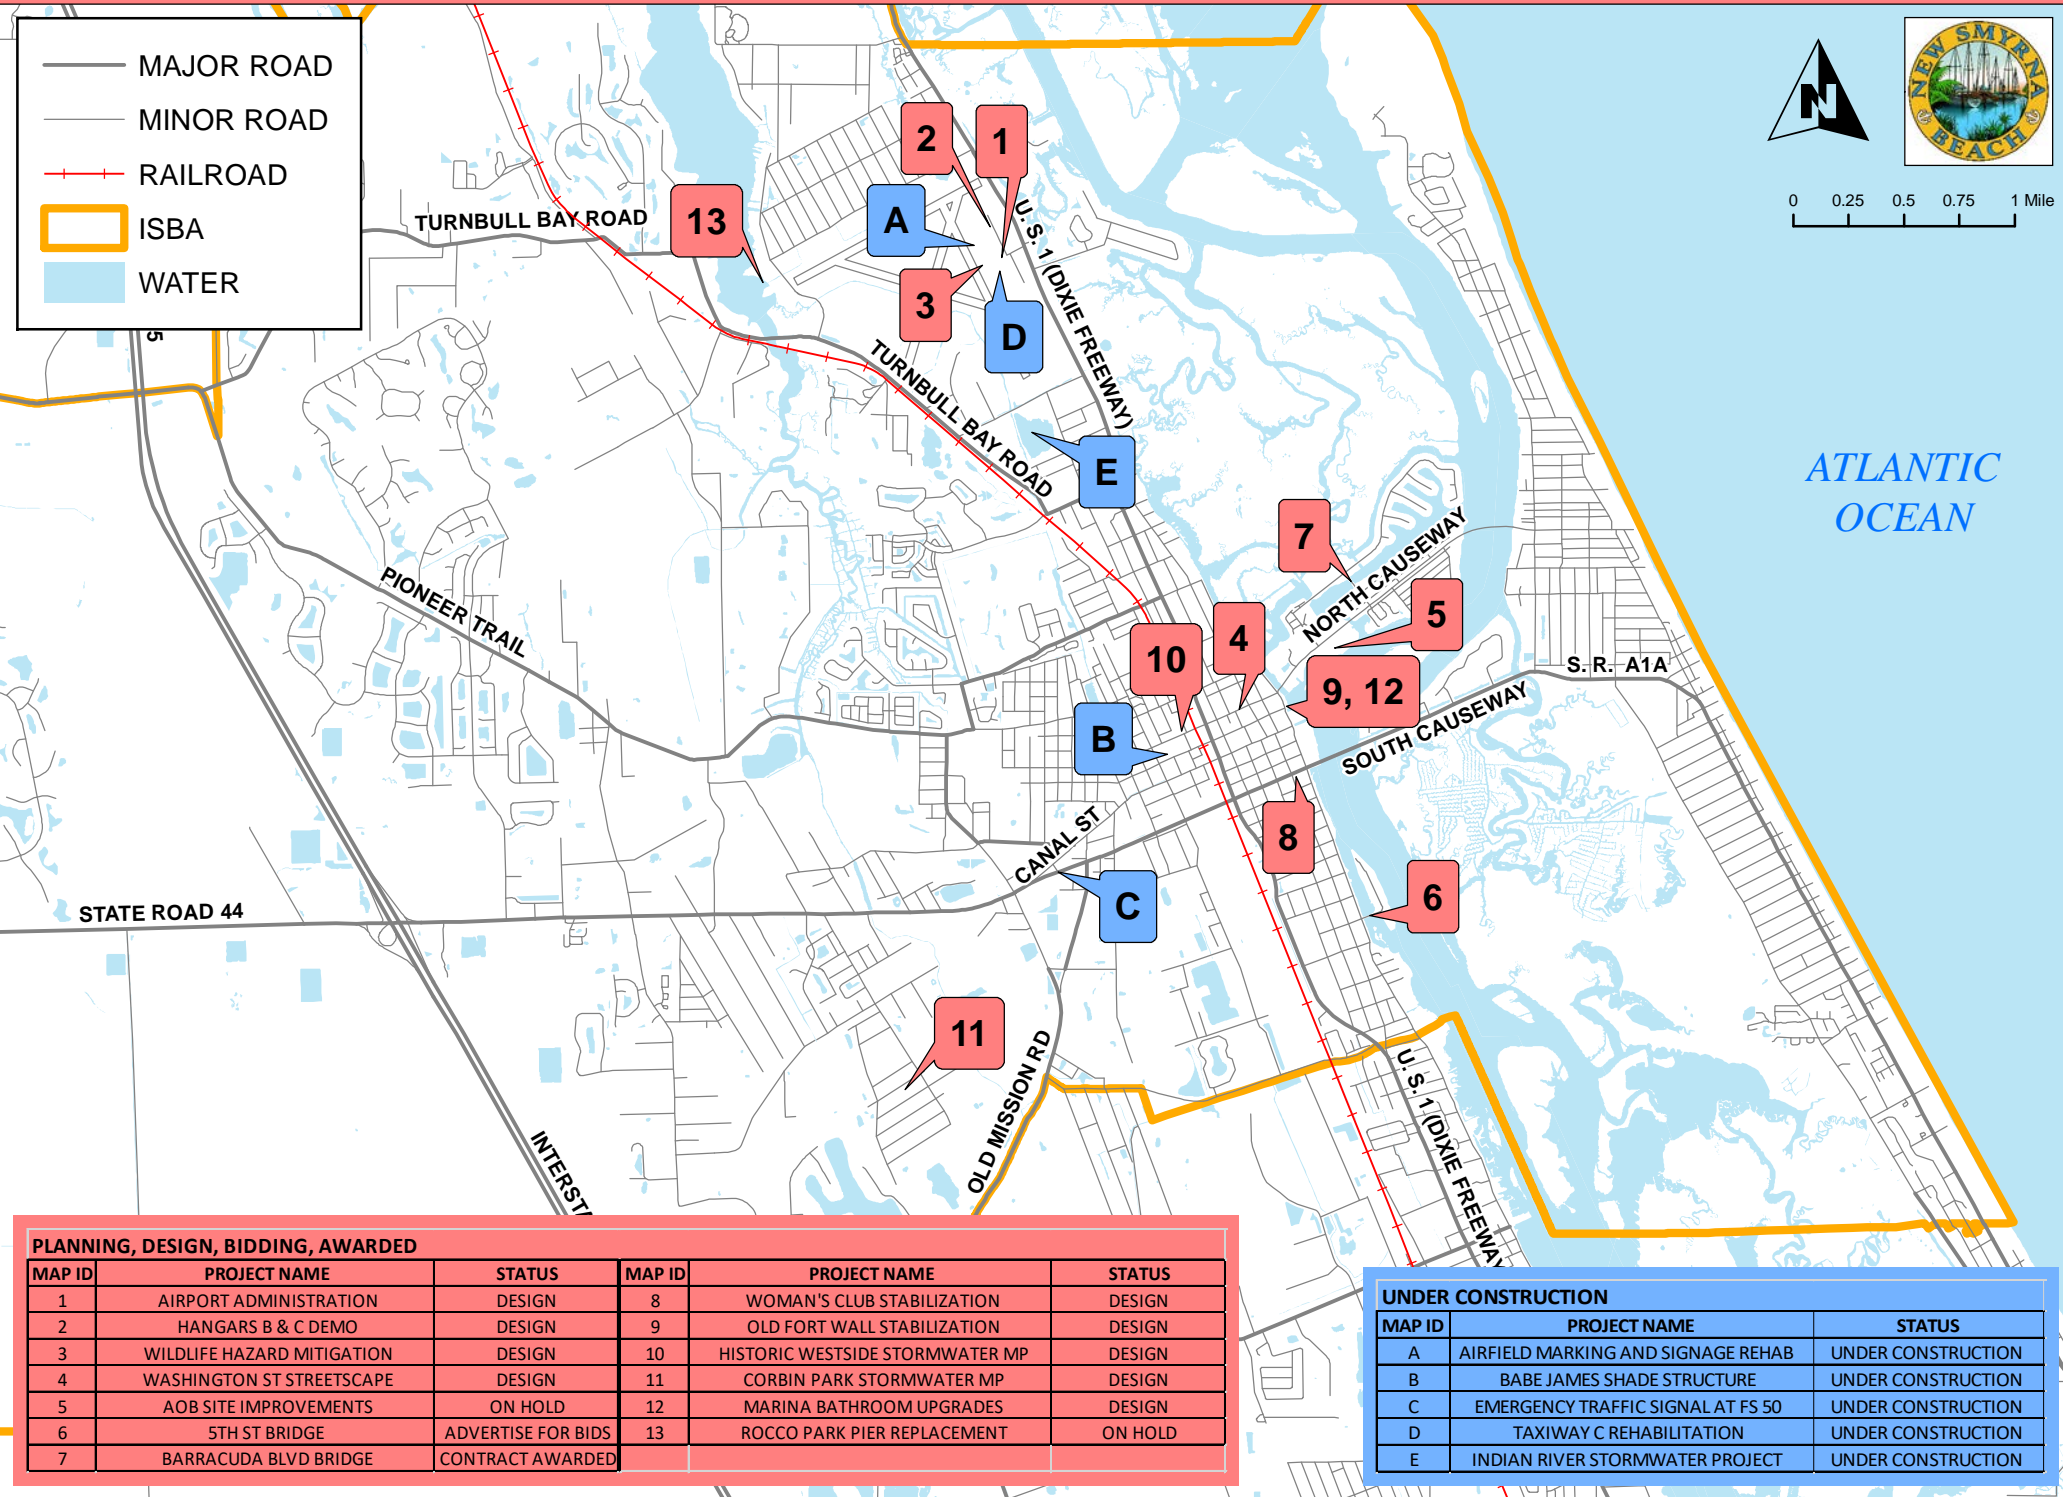 MAJOR ROAD
MINOR ROAD
RAILROAD
ISBA
WATER
NEW SMYRNA
BEACH
N
0 0.25 0.5 0.75 1 Mile
2
1
A
13
3
D
E
7
5
4
10
9, 12
B
8
C
6
11
TURNBULL BAY ROAD
U. S. 1 (DIXIE FREEWAY)
TURNBULL BAY ROAD
5
ATLANTIC
OCEAN
PIONEER TRAIL
NORTH CAUSEWAY
S. R. A1A
SOUTH CAUSEWAY
CANAL ST
STATE ROAD 44
OLD MISSION RD
U. S. 1 (DIXIE FREEWAY
INTERSTA
PLANNING, DESIGN, BIDDING, AWARDED
MAP ID PROJECT NAME STATUS MAP ID PROJECT NAME STATUS
1 AIRPORT ADMINISTRATION DESIGN 8 WOMAN'S CLUB STABILIZATION DESIGN
2 HANGARS B & C DEMO DESIGN 9 OLD FORT WALL STABILIZATION DESIGN
3 WILDLIFE HAZARD MITIGATION DESIGN 10 HISTORIC WESTSIDE STORMWATER MP DESIGN
4 WASHINGTON ST STREETSCAPE DESIGN 11 CORBIN PARK STORMWATER MP DESIGN
5 AOB SITE IMPROVEMENTS ON HOLD 12 MARINA BATHROOM UPGRADES DESIGN
6 5TH ST BRIDGE ADVERTISE FOR BIDS 13 ROCCO PARK PIER REPLACEMENT ON HOLD
7 BARRACUDA BLVD BRIDGE CONTRACT AWARDED
UNDER CONSTRUCTION
MAP ID PROJECT NAME STATUS
A AIRFIELD MARKING AND SIGNAGE REHAB UNDER CONSTRUCTION
B BABE JAMES SHADE STRUCTURE UNDER CONSTRUCTION
C EMERGENCY TRAFFIC SIGNAL AT FS 50 UNDER CONSTRUCTION
D TAXIWAY C REHABILITATION UNDER CONSTRUCTION
E INDIAN RIVER STORMWATER PROJECT UNDER CONSTRUCTION